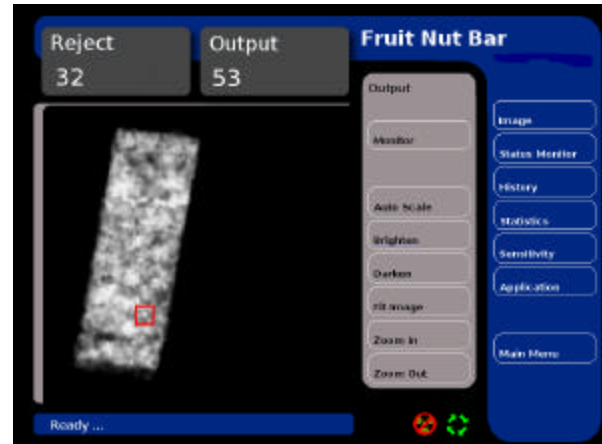 Reject
32
Output
53
Fruit Nut Bar
Output
Monitor
Auto Scale
Brighten
Darken
Fit Image
Zoom In
Zoom Out
Image
Status Monitor
History
Statistics
Sensitivity
Application
Main Menu
Ready ...